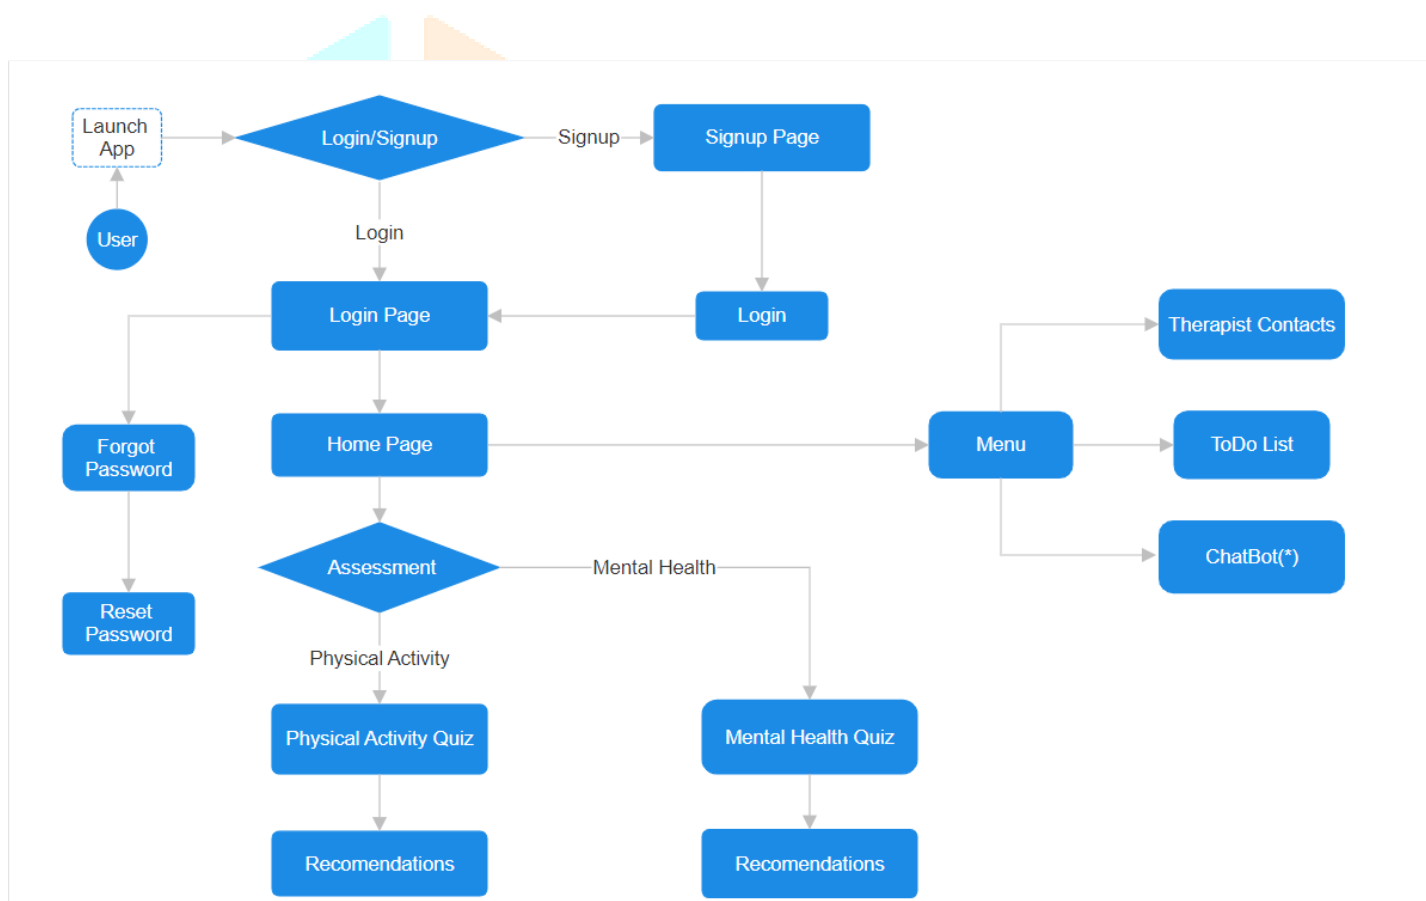 Launch
App
Login/Signup
Signup
Signup Page
User
Login
Login Page
Login
Therapist Contacts
Forgot
Password
Home Page
Menu
ToDo List
Assessment
Mental Health
ChatBot(*)
Reset
Password
Physical Activity
Physical Activity Quiz
Mental Health Quiz
Recomendations
Recomendations